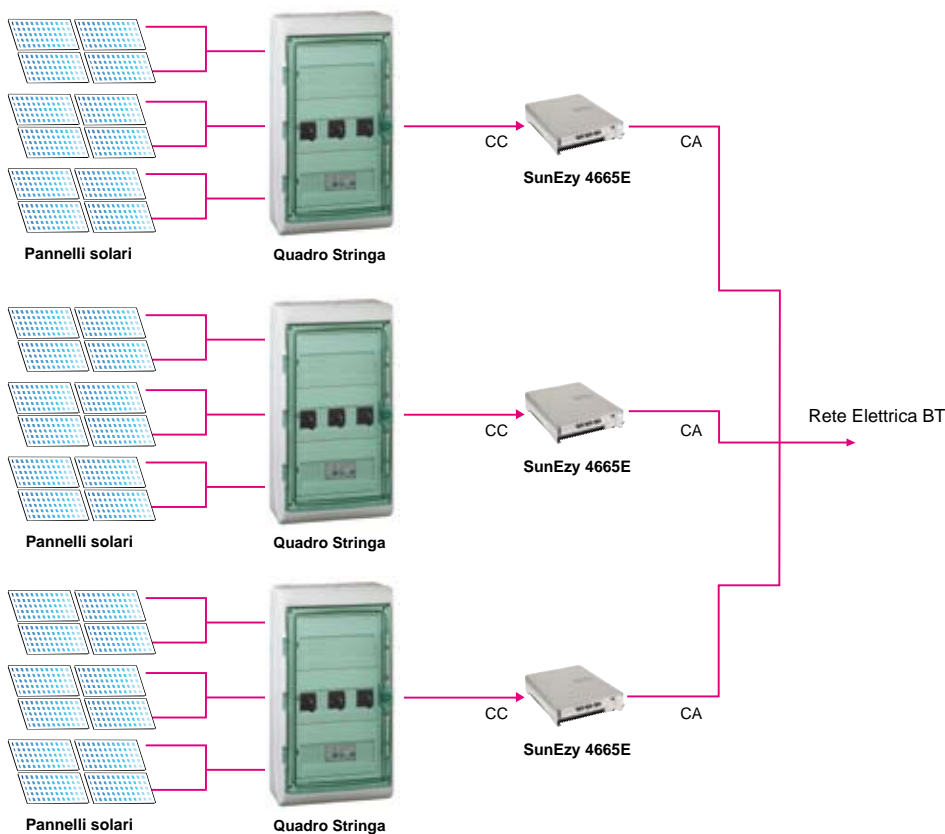 CC
CA
SunEzy 4665E
Pannelli solari
Quadro Stringa
Rete Elettrica BT
CC
CA
SunEzy 4665E
Pannelli solari
Quadro Stringa
CC
CA
SunEzy 4665E
Pannelli solari
Quadro Stringa